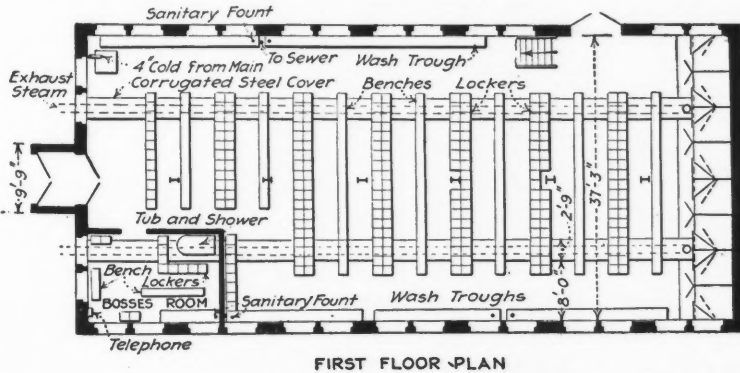 Sanitary Fount
To Sewer
Wash Trough
4" Cold from Main
Exhaust Steam
Corrugated Steel Cover
Benches
Lockers
9'-9"
37'-3"
2'-9"
Tub and Shower
8'-0"
Bench
Lockers
BOSSES ROOM
Sanitary Fount
Wash Troughs
Telephone
FIRST FLOOR PLAN